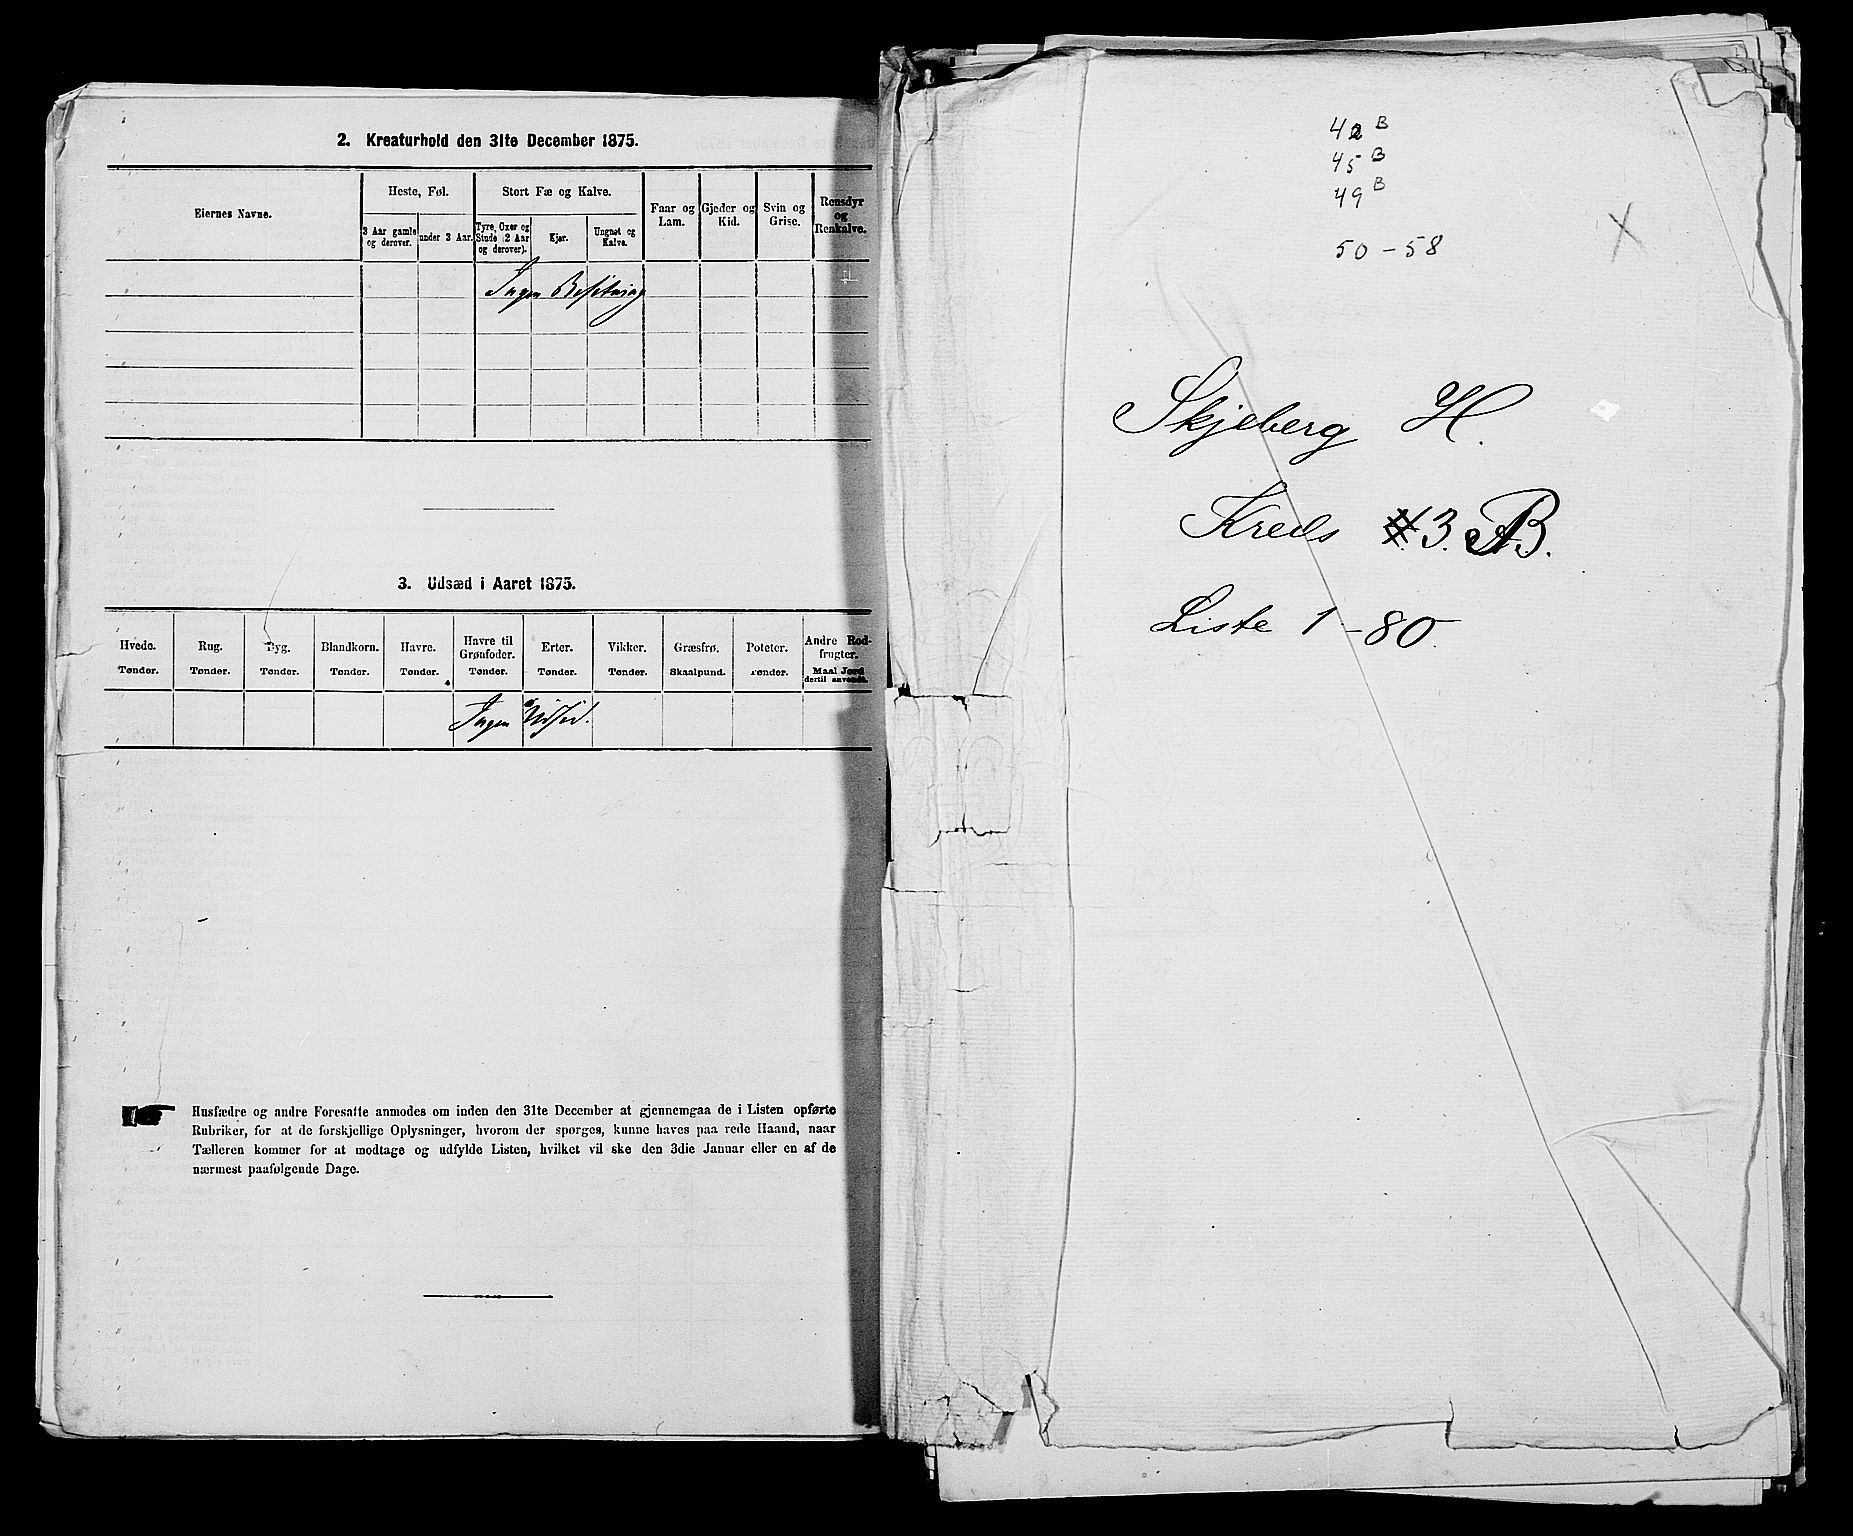 2. Kreaturhold den 31te December 1875.
Eiernes Navne.
Heste, Føl.
Stort Fæ og Kalve.
Faar og Lam.
Gjeder og Kid.
Svin og Grise.
Rensdyr og Renkalve.
3 Aar gamle og derover.
under 3 Aar.
Tyre, Oxer og Stude (2 Aar og derover).
Kjør.
Ungnøt og Kalve.
Ingen Besætning
3. Udsæd i Aaret 1875.
Hvede. Rug. Byg. Blandkorn. Havre. Havre til Grønfoder. Erter. Vikker. Græsfrø. Poteter. Andre Rodfrugter.
Tønder. Tønder. Tønder. Tønder. Tønder. Tønder. Tønder. Tønder. Skaalpund. Tønder. Maal Jord dertil anvendt.
Ingen Udsæd.
Husfædre og andre Foresatte anmodes om inden den 31te December at gjennemgaa de i Listen opførte
Rubriker, for at de forskjellige Oplysninger, hvorom der spørges, kunne haves paa rede Haand, naar
Tælleren kommer for at modtage og udfylde Listen, hvilket vil ske den 3die Januar eller en af de
nærmest paafølgende Dage.
42 B
45 B
49 B
50-58
X
Skjeberg H.
Kreds 3. B.
Liste 1-80.